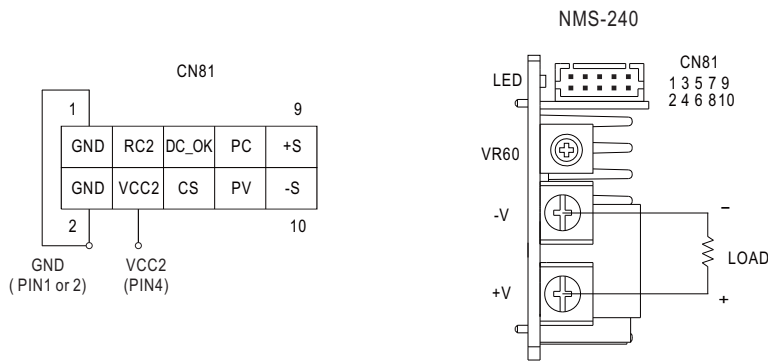 NMS-240
CN81
1 9
GND RC2 DC_OK PC +S
GND VCC2 CS PV -S
2 10
GND
( PIN1 or 2)
VCC2
(PIN4)
LED
CN81
1 3 5 7 9
2 4 6 8 10
VR60
-V
+V
−
LOAD
+